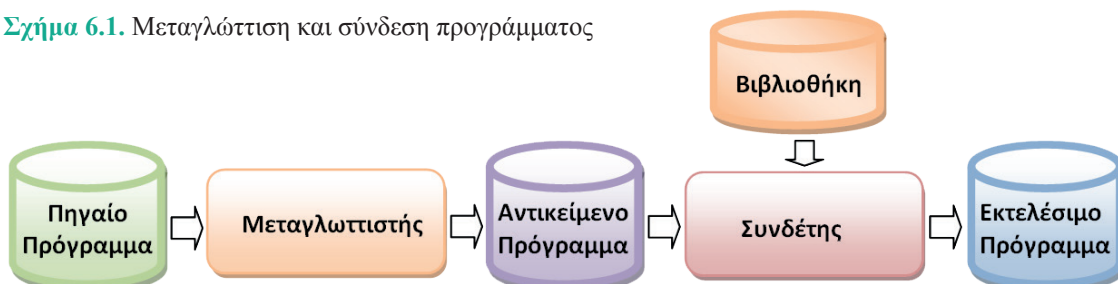 Σχήμα 6.1. Μεταγλώττιση και σύνδεση προγράμματος
Βιβλιοθήκη
Πηγαίο
Πρόγραμμα
Μεταγλωττιστής
Αντικείμενο
Πρόγραμμα
Συνδέτης
Εκτελέσιμο
Πρόγραμμα